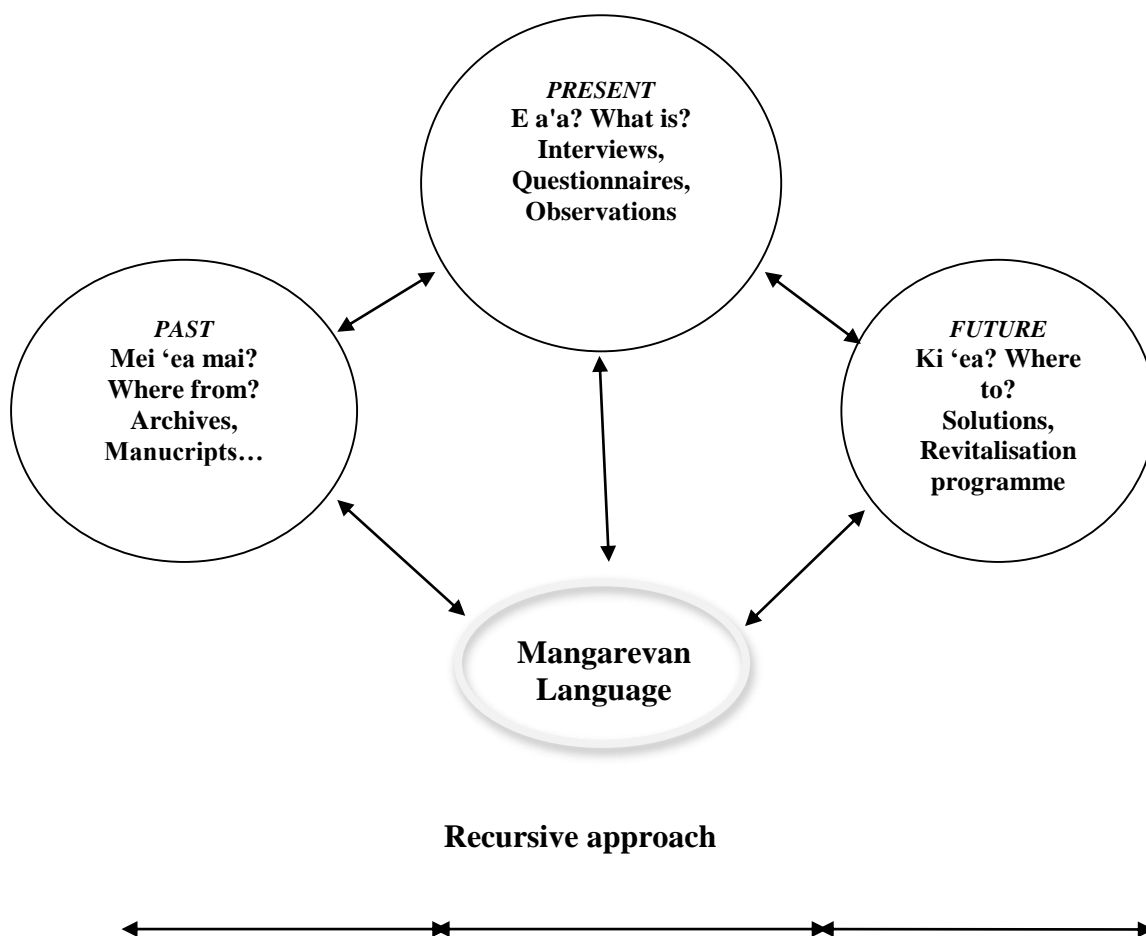 PRESENT
E a'a? What is?
Interviews,
Questionnaires,
Observations
PAST
Mei ‘ea mai?
Where from?
Archives,
Manucripts…
FUTURE
Ki ‘ea? Where
to?
Solutions,
Revitalisation
programme
Mangarevan
Language
Recursive approach